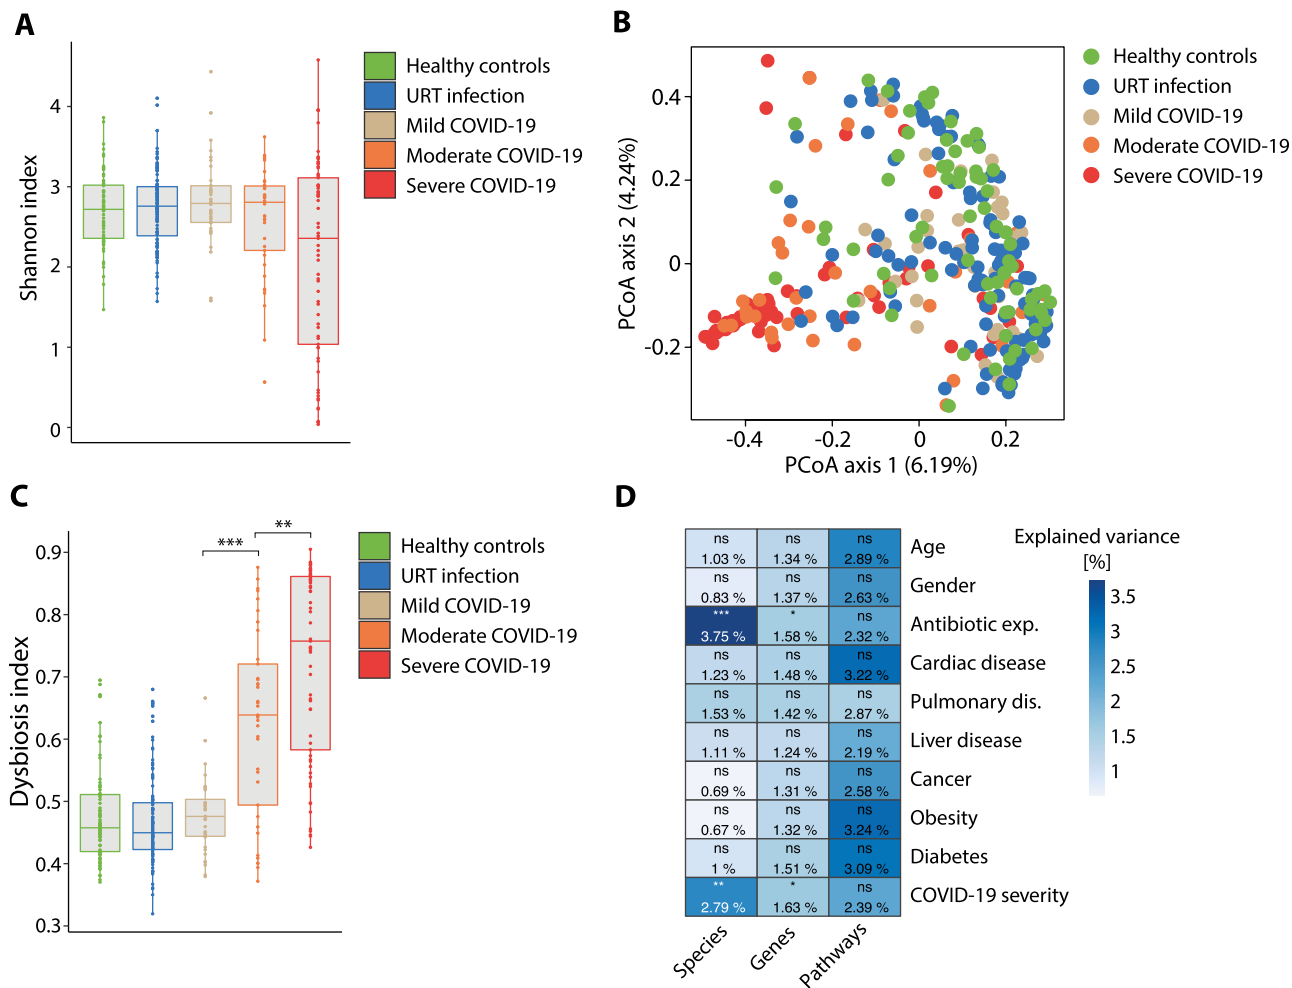 A
Shannon index
4
3
2
1
0
Healthy controls
URT infection
Mild COVID-19
Moderate COVID-19
Severe COVID-19
B
PCoA axis 2 (4.24%)
0.4
0.2
0
-0.2
-0.4
-0.2
0
0.2
PCoA axis 1 (6.19%)
Healthy controls
URT infection
Mild COVID-19
Moderate COVID-19
Severe COVID-19
C
Dysbiosis index
0.9
0.8
0.7
0.6
0.5
0.4
0.3
***
**
Healthy controls
URT infection
Mild COVID-19
Moderate COVID-19
Severe COVID-19
D
ns ns ns
1.03 % 1.34 % 2.89 % Age
ns ns ns
0.83 % 1.37 % 2.63 % Gender
*** * ns
3.75 % 1.58 % 2.32 % Antibiotic exp.
ns ns ns
1.23 % 1.48 % 3.22 % Cardiac disease
ns ns ns
1.53 % 1.42 % 2.87 % Pulmonary dis.
ns ns ns
1.11 % 1.24 % 2.19 % Liver disease
ns ns ns
0.69 % 1.31 % 2.58 % Cancer
ns ns ns
0.67 % 1.32 % 3.24 % Obesity
ns ns ns
1 % 1.51 % 3.09 % Diabetes
** * ns
2.79 % 1.63 % 2.39 % COVID-19 severity
Species
Genes
Pathways
Explained variance
[%]
3.5
3
2.5
2
1.5
1